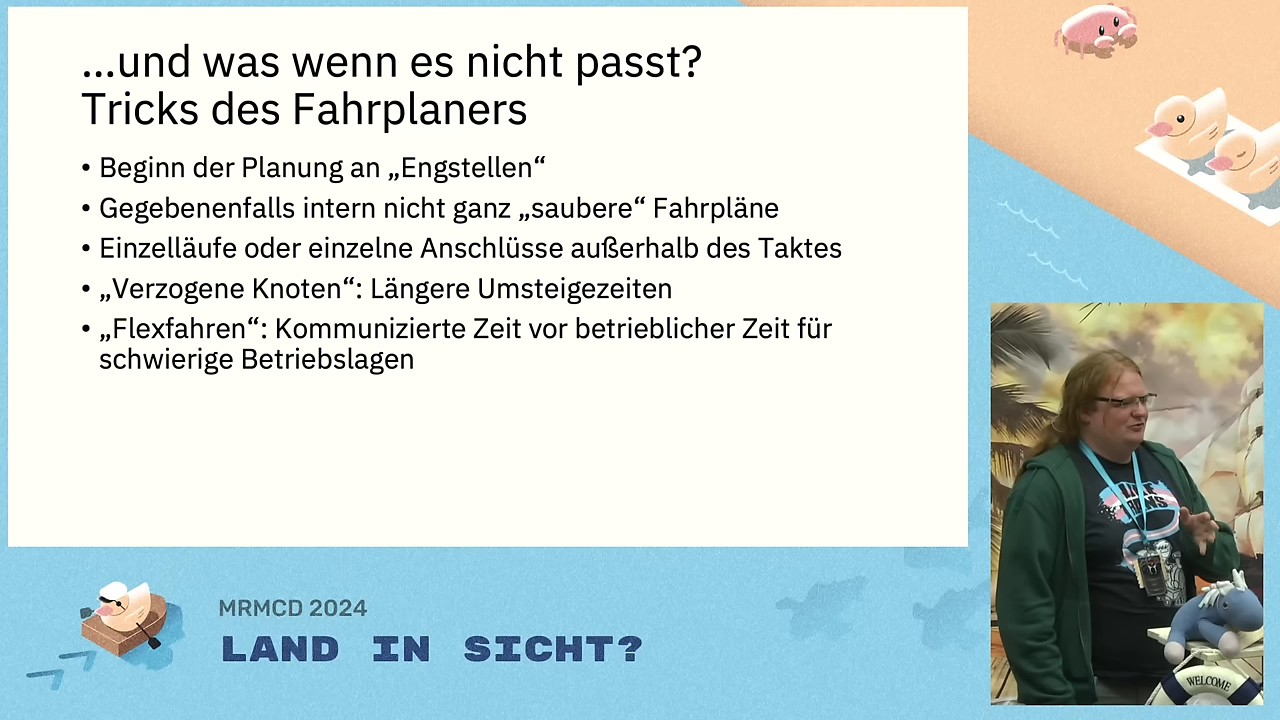 ...und was wenn es nicht passt?
Tricks des Fahrplaners
• Beginn der Planung an „Engstellen“
• Gegebenenfalls intern nicht ganz „saubere“ Fahrpläne
• Einzelläufe oder einzelne Anschlüsse außerhalb des Taktes
• „Verzogene Knoten“: Längere Umsteigezeiten
• „Flexfahren“: Kommunizierte Zeit vor betrieblicher Zeit für
schwierige Betriebslagen
MRMCD 2024
LAND IN SICHT?
WELCOME